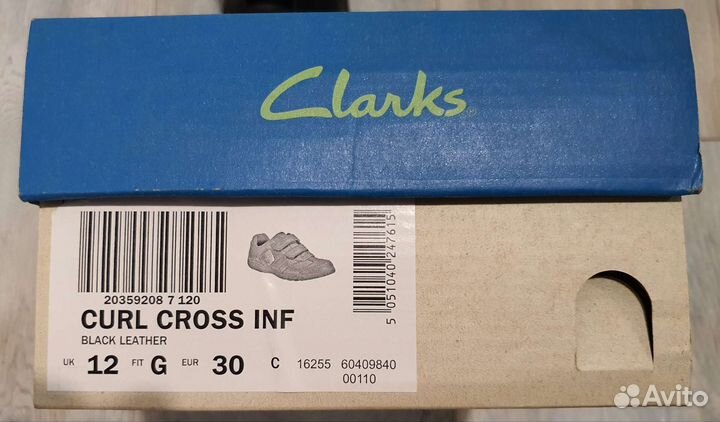 Clarks
20359208 7 120
5 051040 247615
CURL CROSS INF
BLACK LEATHER
UK 12 FIT G EUR 30 C 16255 60409840
00110
Avito